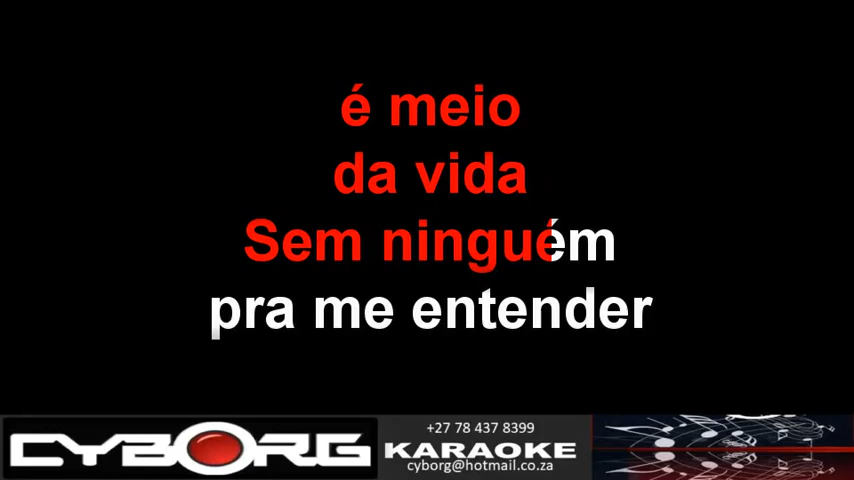 é meio
da vida
Sem ninguém
pra me entender
CYBORG
+27 78 437 8399
KARAOKE
cyborg@hotmail.co.za